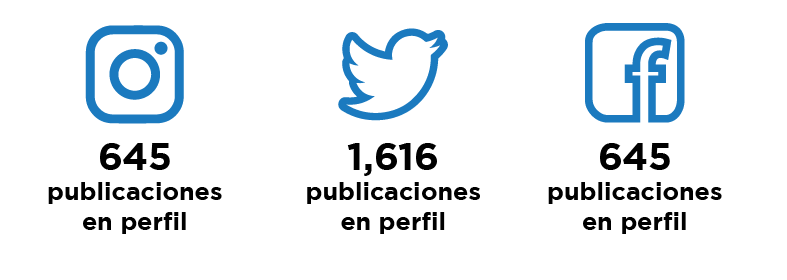 645
publicaciones
en perfil
1,616
publicaciones
en perfil
645
publicaciones
en perfil